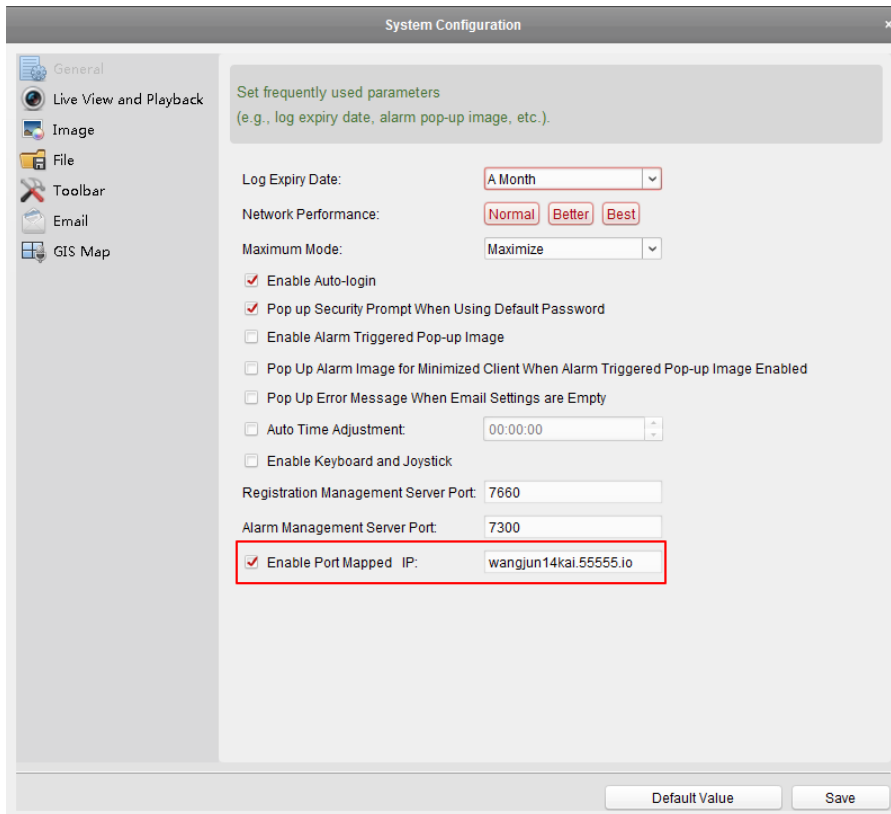 System Configuration
General
Live View and Playback
Image
File
Toolbar
Email
GIS Map
Set frequently used parameters
(e.g., log expiry date, alarm pop-up image, etc.).
Log Expiry Date: A Month
Network Performance: Normal Better Best
Maximum Mode: Maximize
Enable Auto-login
Pop up Security Prompt When Using Default Password
Enable Alarm Triggered Pop-up Image
Pop Up Alarm Image for Minimized Client When Alarm Triggered Pop-up Image Enabled
Pop Up Error Message When Email Settings are Empty
Auto Time Adjustment: 00:00:00
Enable Keyboard and Joystick
Registration Management Server Port: 7660
Alarm Management Server Port: 7300
Enable Port Mapped IP: wangjun14kai.55555.io
Default Value Save